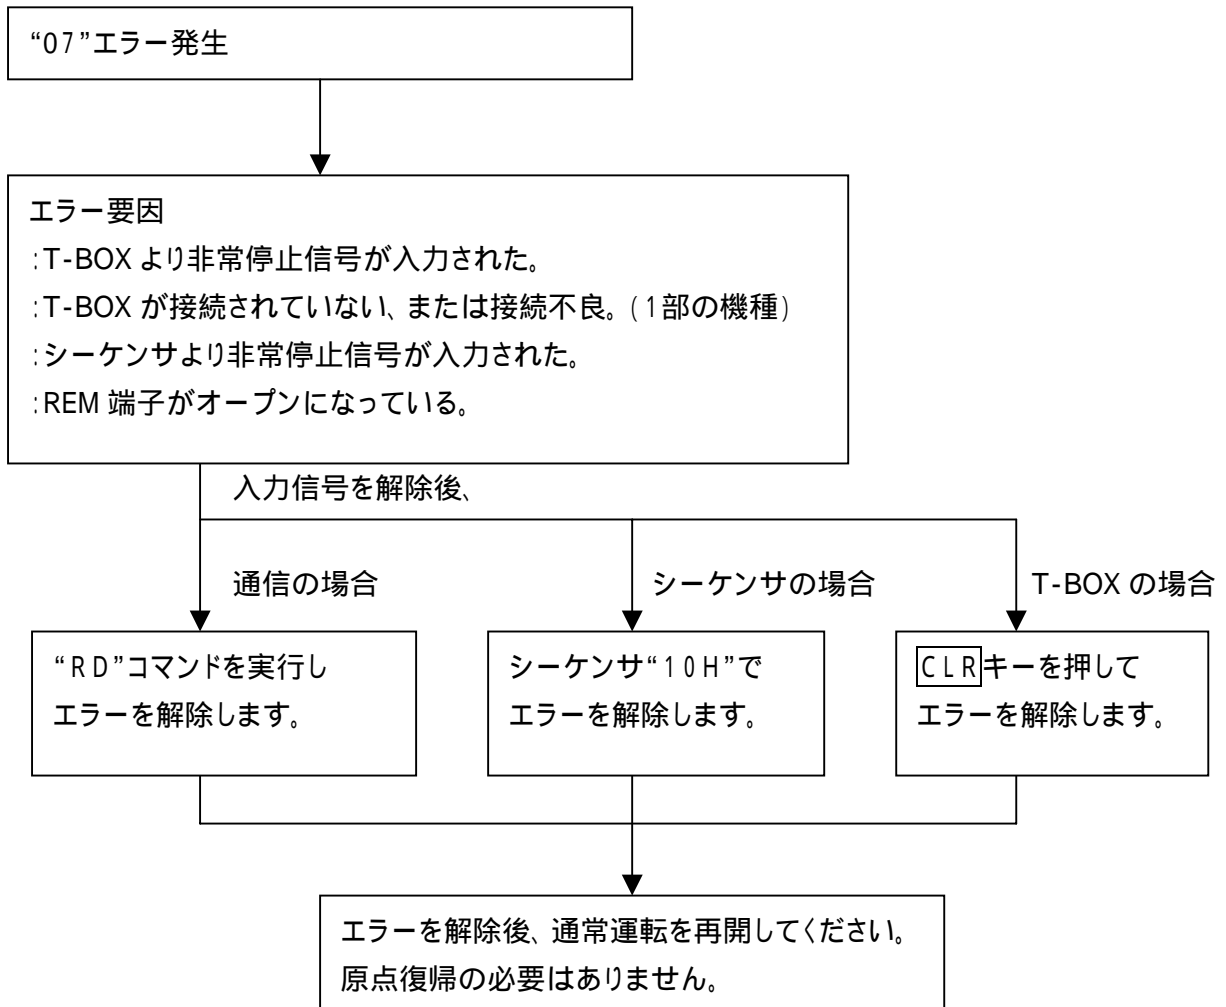 “07”エラー発生
エラー要因
:T-BOX より非常停止信号が入力された。
:T-BOX が接続されていない、または接続不良。(1部の機種)
:シーケンサより非常停止信号が入力された。
:REM 端子がオープンになっている。
入力信号を解除後、
通信の場合
シーケンサの場合
T-BOX の場合
“RD”コマンドを実行し
エラーを解除します。
シーケンサ“10H”で
エラーを解除します。
CLRキーを押して
エラーを解除します。
エラーを解除後、通常運転を再開してください。
原点復帰の必要はありません。